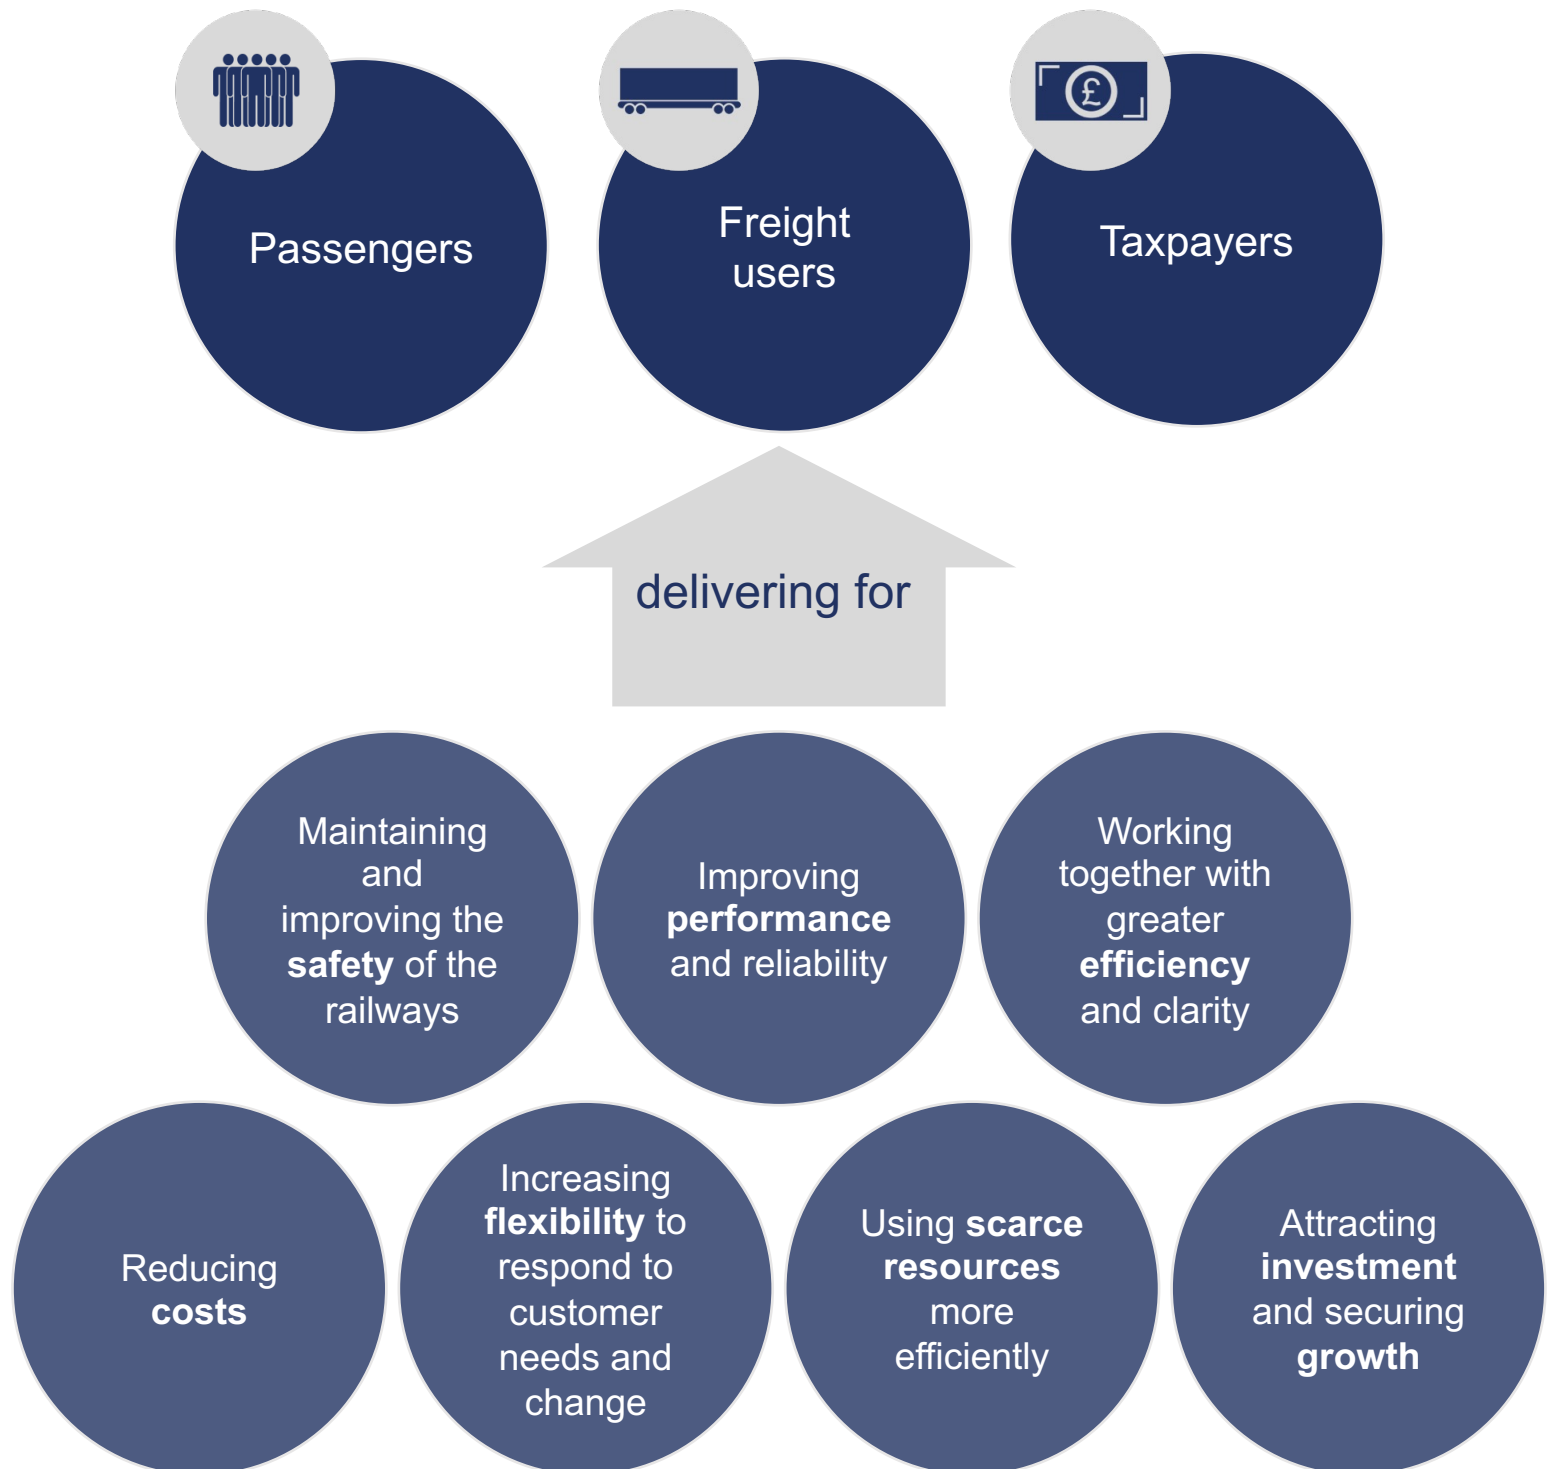 £
Passengers
Freight
users
Taxpayers
delivering for
Maintaining
and
improving the
safety of the
railways
Improving
performance
and reliability
Working
together with
greater
efficiency
and clarity
Reducing
costs
Increasing
flexibility to
respond to
customer
needs and
change
Using scarce
resources
more
efficiently
Attracting
investment
and securing
growth